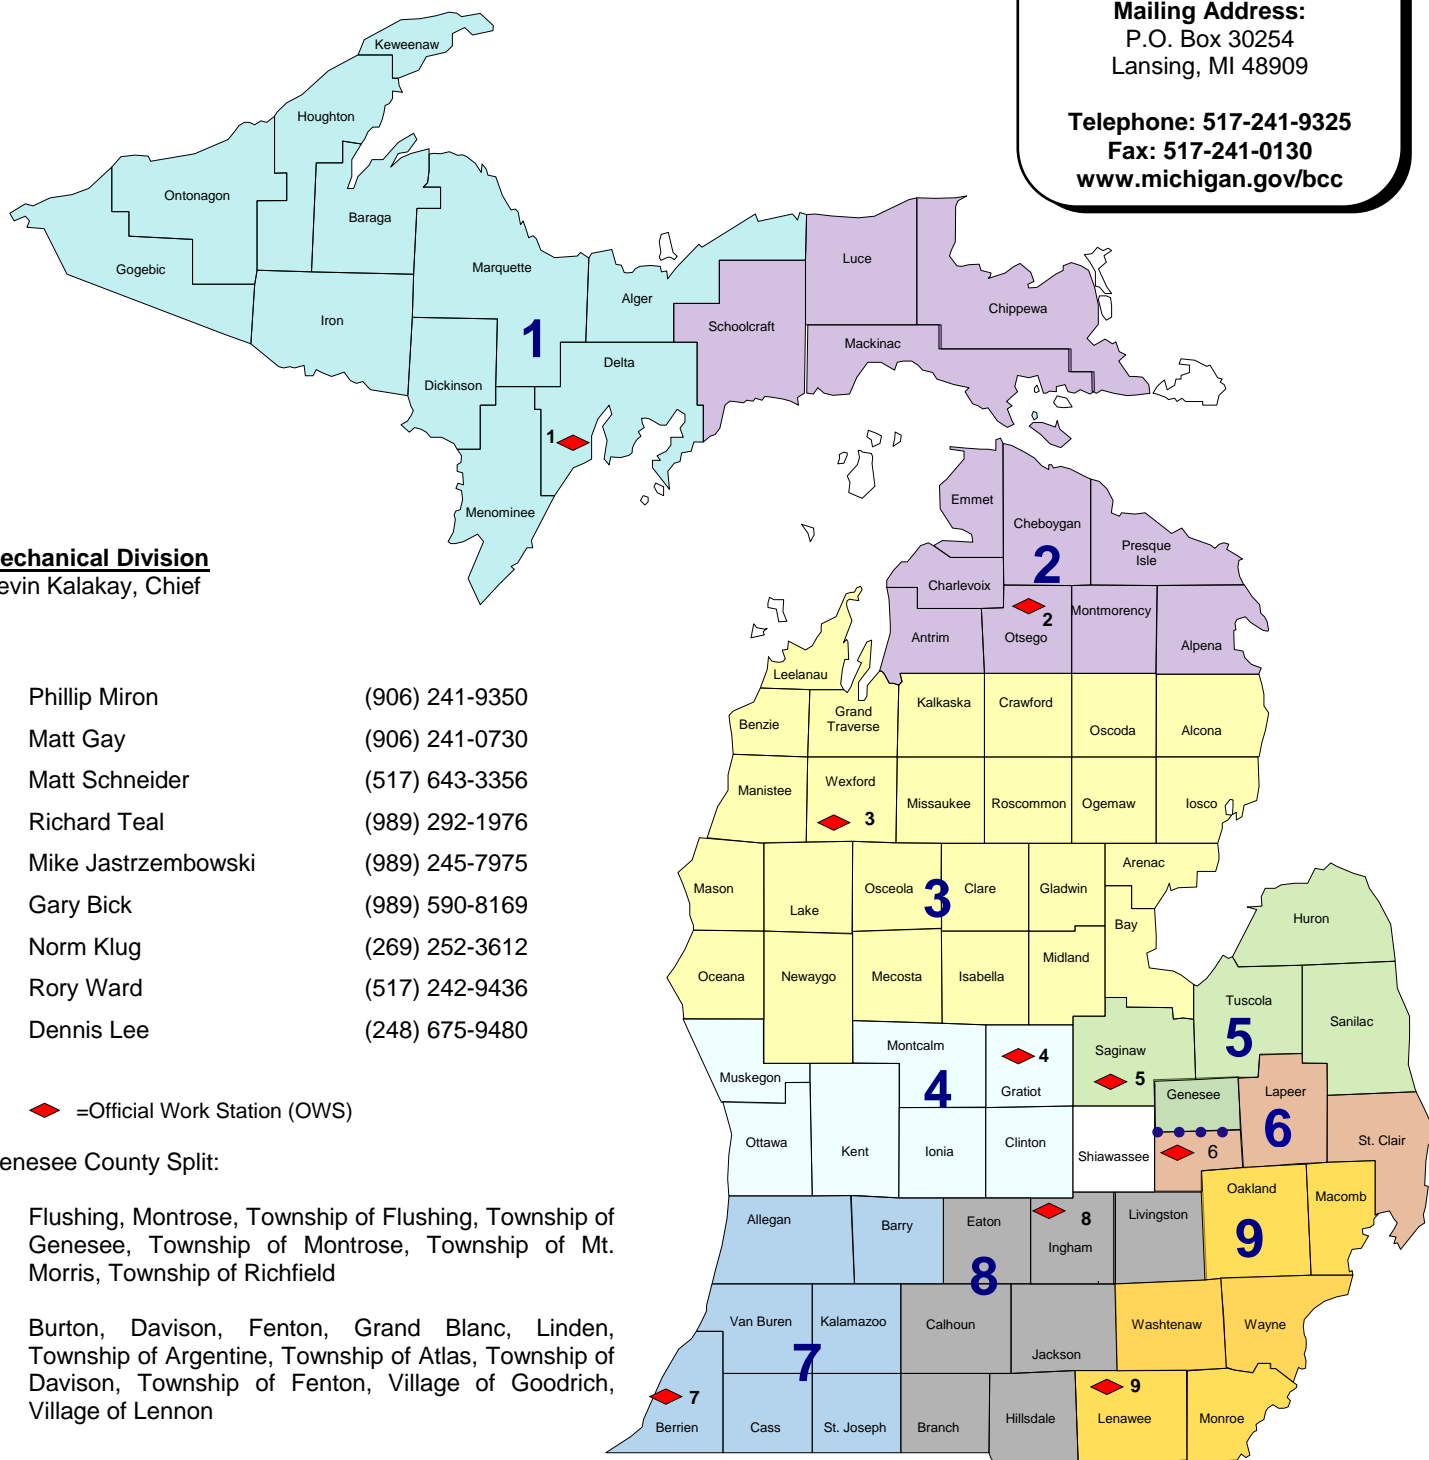 Mailing Address:
P.O. Box 30254
Lansing, MI 48909
Telephone: 517-241-9325
Fax: 517-241-0130
www.michigan.gov/bcc
Keweenaw
Houghton
Ontonagon
Baraga
Gogebic
Marquette
Iron
Alger
Luce
Chippewa
Schoolcraft
Mackinac
1
Delta
Dickinson
1
Menominee
Emmet
Cheboygan
Presque
Isle
2
Charlevoix
2
Montmorency
Antrim
Otsego
Alpena
echanical Division
evin Kalakay, Chief
Phillip Miron (906) 241-9350
Matt Gay (906) 241-0730
Matt Schneider (517) 643-3356
Richard Teal (989) 292-1976
Mike Jastrzembowski (989) 245-7975
Gary Bick (989) 590-8169
Norm Klug (269) 252-3612
Rory Ward (517) 242-9436
Dennis Lee (248) 675-9480
=Official Work Station (OWS)
enesee County Split:
Flushing, Montrose, Township of Flushing, Township of
Genesee, Township of Montrose, Township of Mt.
Morris, Township of Richfield
Burton, Davison, Fenton, Grand Blanc, Linden,
Township of Argentine, Township of Atlas, Township of
Davison, Township of Fenton, Village of Goodrich,
Village of Lennon
Leelanau
Benzie
Grand
Traverse
Kalkaska
Crawford
Oscoda
Alcona
Manistee
Wexford
Missaukee
Roscommon
Ogemaw
Iosco
3
Mason
Lake
Osceola
3
Clare
Gladwin
Arenac
Bay
Oceana
Newaygo
Mecosta
Isabella
Midland
Huron
Tuscola
Sanilac
5
Saginaw
5
Montcalm
4
Gratiot
4
Muskegon
Ottawa
Kent
Ionia
Clinton
Shiawassee
Genesee
Lapeer
6
6
St. Clair
Allegan
Barry
Eaton
8
Ingham
Livingston
Oakland
Macomb
9
8
Van Buren
Kalamazoo
Calhoun
Jackson
Washtenaw
Wayne
7
7
Berrien
Cass
St. Joseph
Branch
Hillsdale
9
Lenawee
Monroe